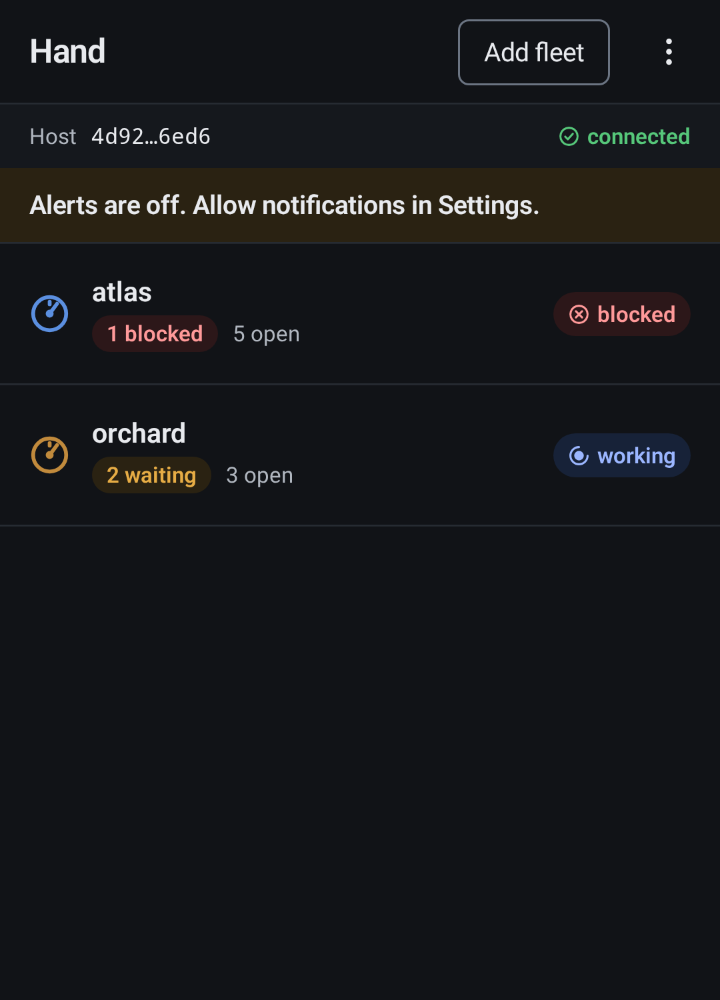 Hand
Add fleet
Host 4d92…6ed6
connected
Alerts are off. Allow notifications in Settings.
atlas
1 blocked 5 open
blocked
orchard
2 waiting 3 open
working